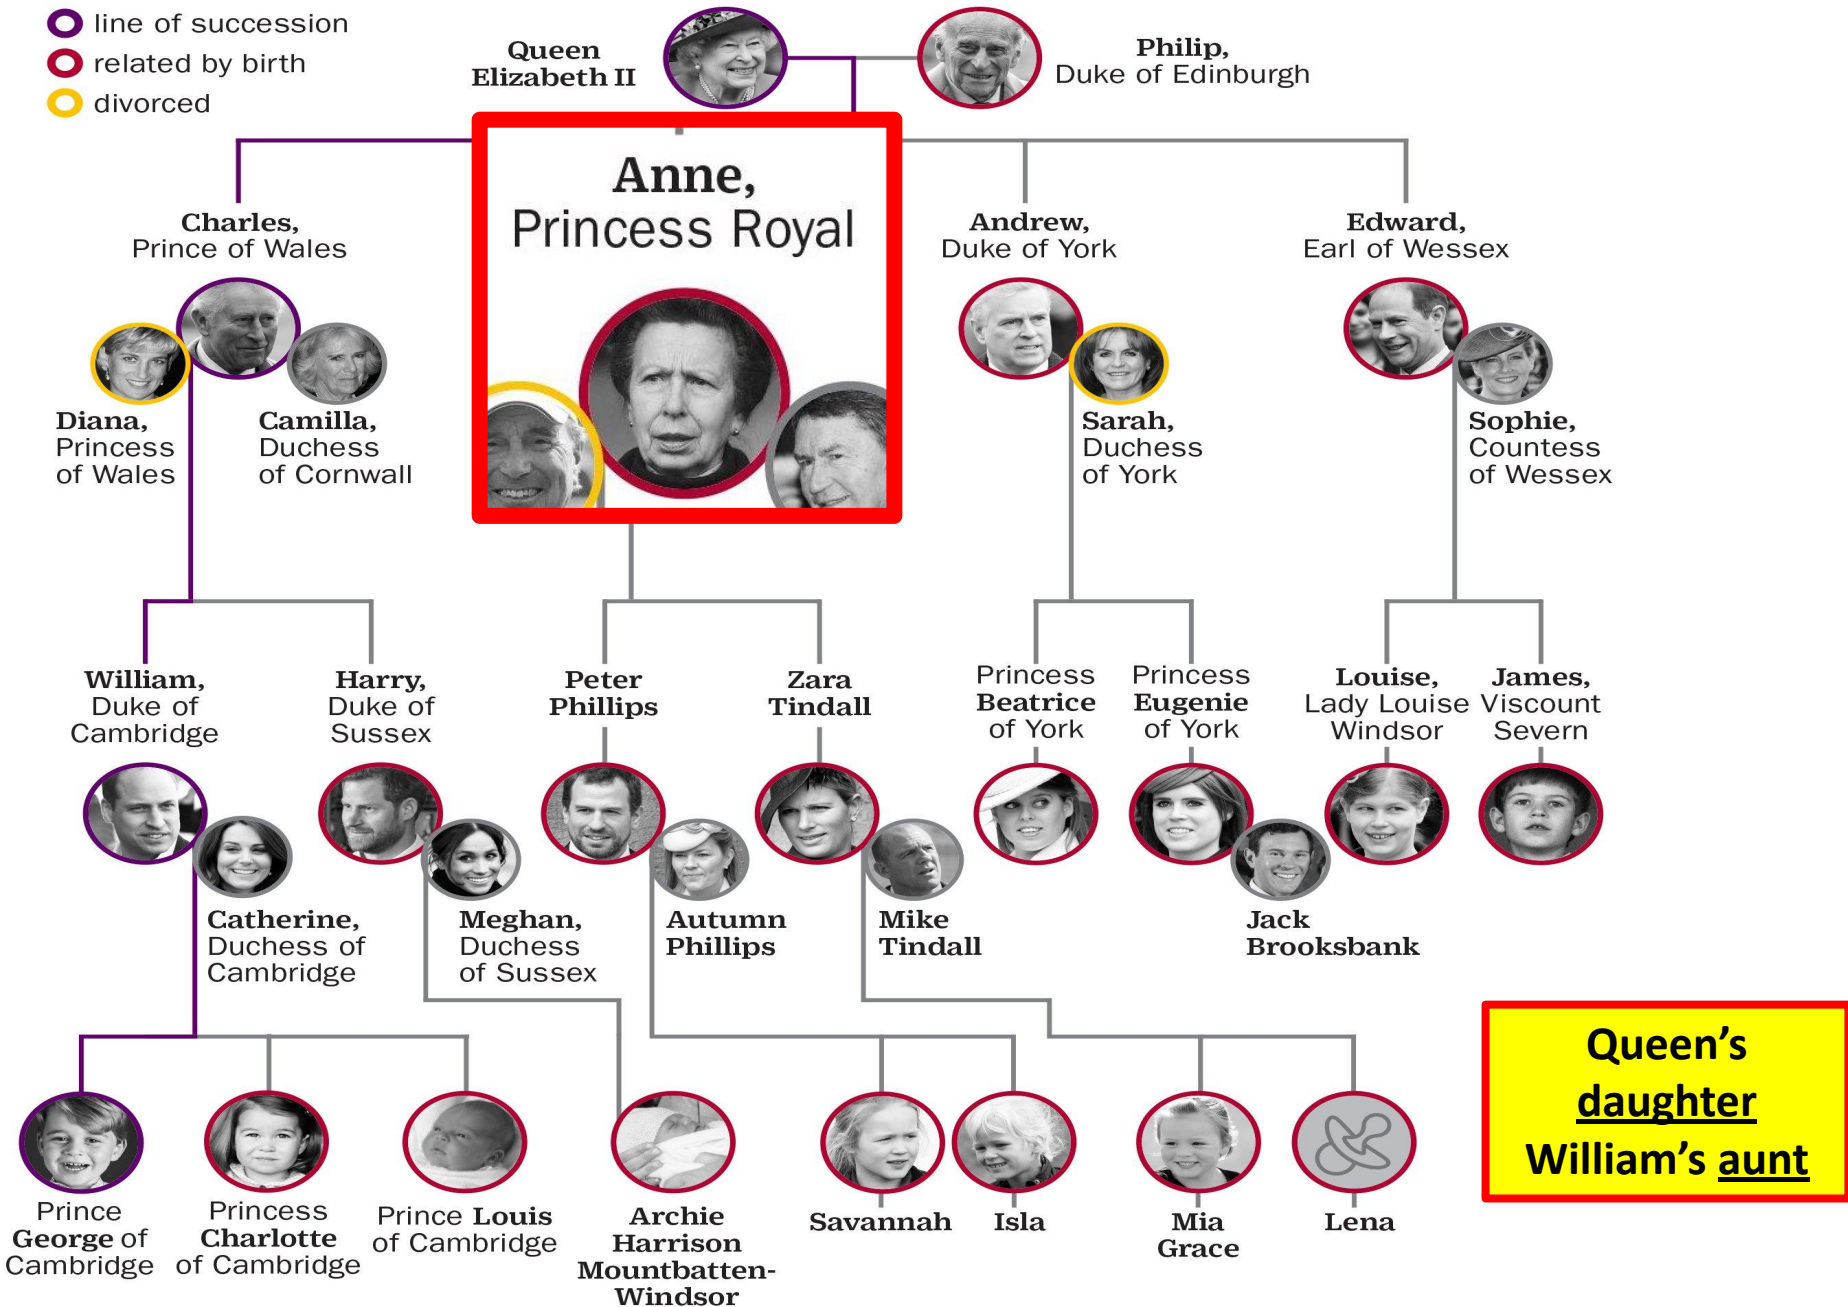 line of succession
related by birth
divorced
Queen
Elizabeth II
Philip,
Duke of Edinburgh
Anne,
Princess Royal
Charles,
Prince of Wales
Andrew,
Duke of York
Edward,
Earl of Wessex
Diana,
Princess
of Wales
Camilla,
Duchess
of Cornwall
Sarah,
Duchess
of York
Sophie,
Countess
of Wessex
William,
Duke of
Cambridge
Harry,
Duke of
Sussex
Peter
Phillips
Zara
Tindall
Princess
Beatrice
of York
Princess
Eugenie
of York
Louise,
Lady Louise
Windsor
James,
Viscount
Severn
Catherine,
Duchess of
Cambridge
Meghan,
Duchess
of Sussex
Autumn
Phillips
Mike
Tindall
Jack
Brooksbank
Queen’s
daughter
William’s aunt
Prince
George of
Cambridge
Princess
Charlotte
of Cambridge
Prince Louis
of Cambridge
Archie
Harrison
Mountbatten-
Windsor
Savannah
Isla
Mia
Grace
Lena